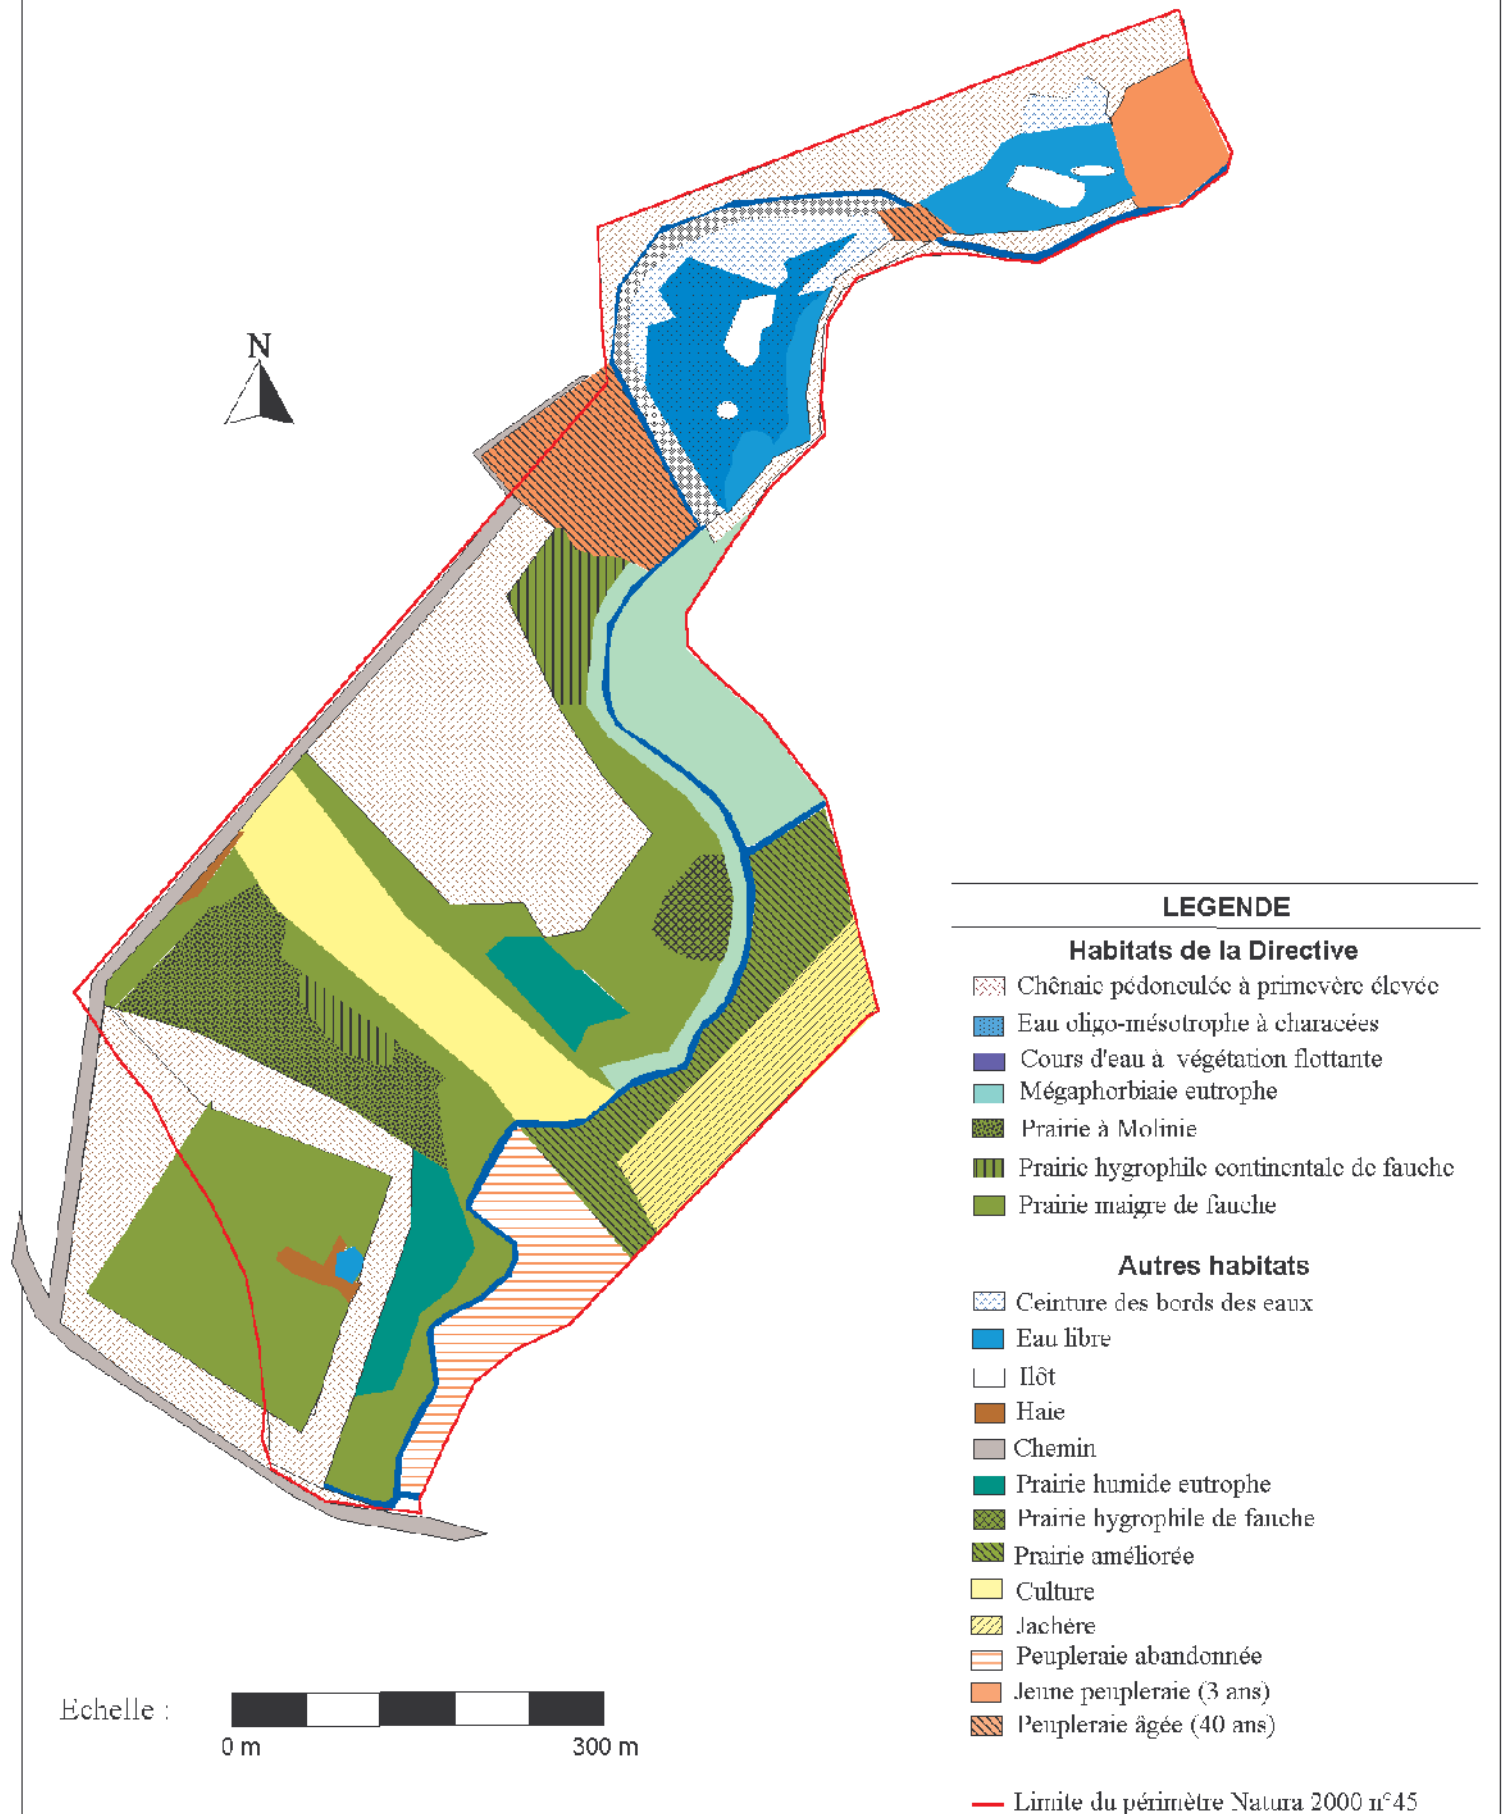 N
LEGENDE
Habitats de la Directive
Chênaie pédonculée à primevère élevée
Eau oligo-mésotrophe à characées
Cours d'eau à végétation flottante
Mégaphorbiaie eutrophe
Prairie à Molinie
Prairie hygrophile continentale de fauche
Prairie maigre de fauche
Autres habitats
Ceinture des bords des eaux
Eau libre
Ilôt
Haie
Chemin
Prairie humide eutrophe
Prairie hygrophile de fauche
Prairie améliorée
Culture
Jachère
Peupleraie abandonnée
Jeune peupleraie (3 ans)
Peupleraie âgée (40 ans)
Limite du périmètre Natura 2000 n°45
Echelle :
0 m 300 m